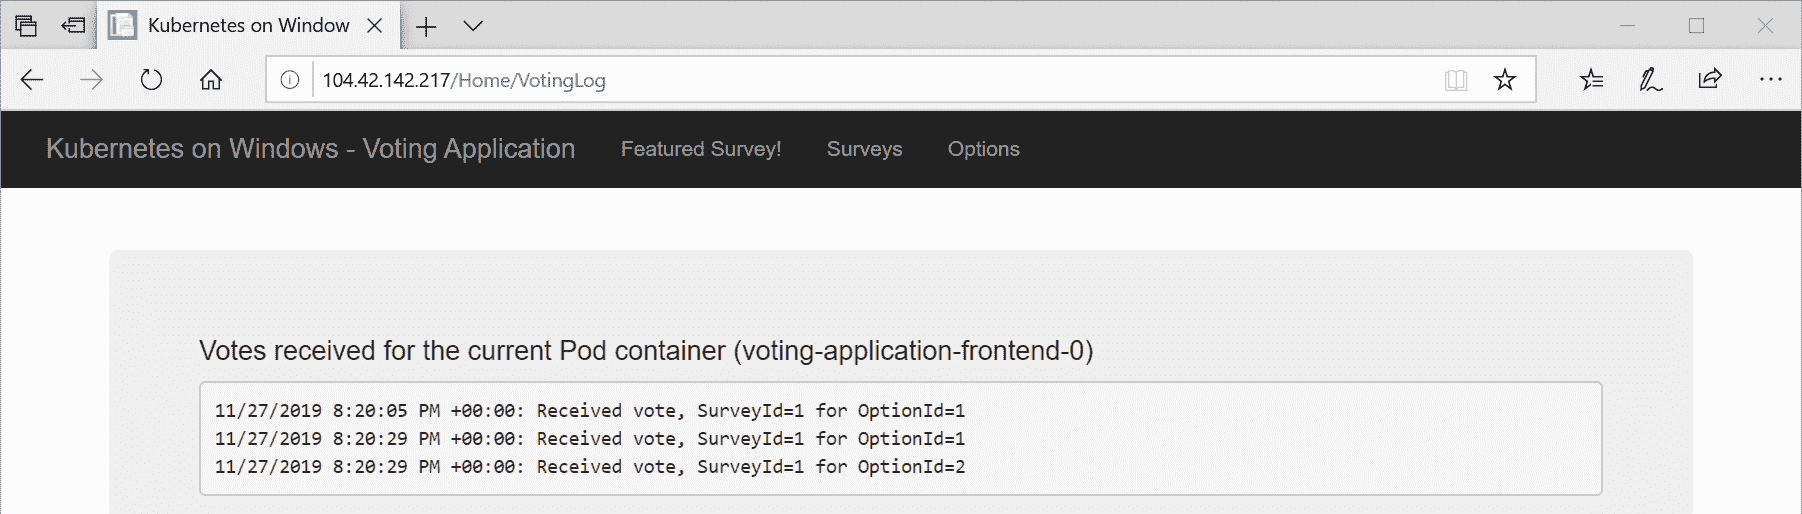 Kubernetes on Window
104.42.142.217/Home/VotingLog
Kubernetes on Windows - Voting Application Featured Survey! Surveys Options
Votes received for the current Pod container (voting-application-frontend-0)
11/27/2019 8:20:05 PM +00:00: Received vote, SurveyId=1 for OptionId=1
11/27/2019 8:20:29 PM +00:00: Received vote, SurveyId=1 for OptionId=1
11/27/2019 8:20:29 PM +00:00: Received vote, SurveyId=1 for OptionId=2